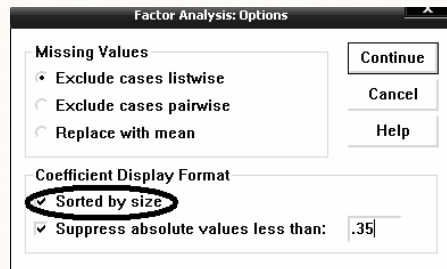 Factor Analysis: Options
X
Missing Values
Exclude cases listwise
Exclude cases pairwise
Replace with mean
Continue
Cancel
Help
Coefficient Display Format
Sorted by size
Suppress absolute values less than: .35